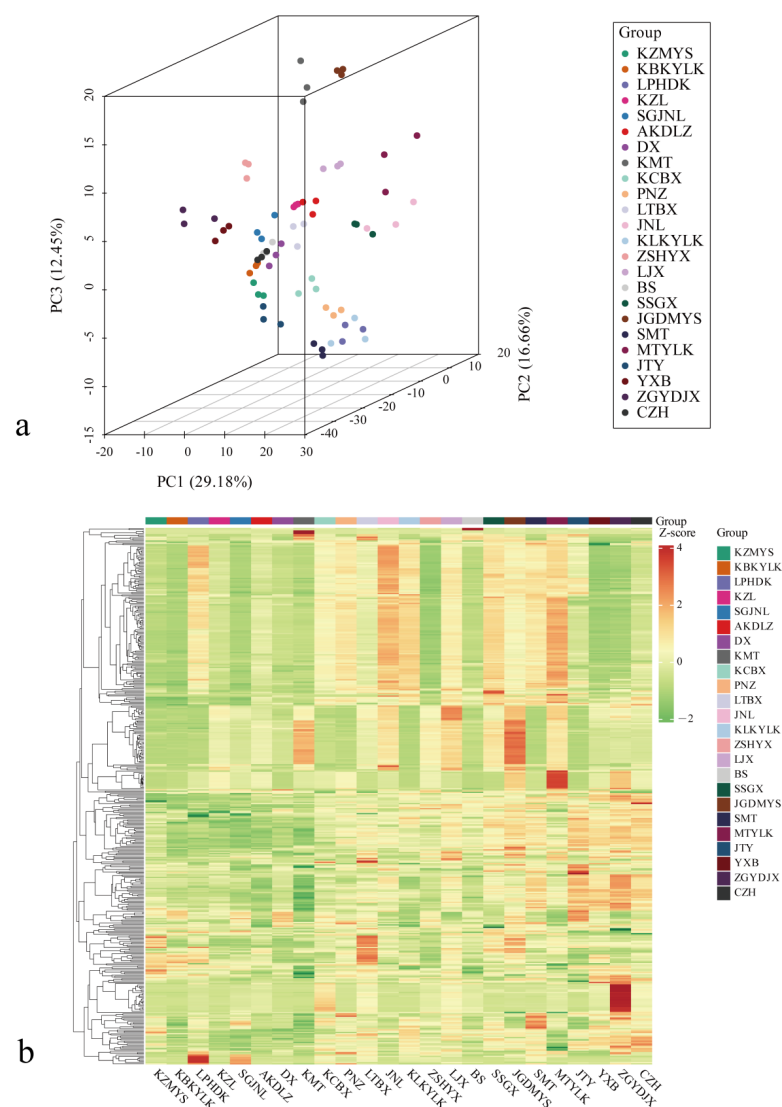 a
PC3 (12.45%)
20
15
10
5
0
-5
-10
-15
-20
-10
0
10
20
30
PC1 (29.18%)
-40
-30
-20
-10
0
10
20
PC2 (16.66%)
Group
KZMYS
KBKYLK
LPHDK
KZL
SGJNL
AKDLZ
DX
KMT
KCBX
PNZ
LTBX
JNL
KLKYLK
ZSHYX
LJX
BS
SSGX
JGDMYS
SMT
MTYLK
JTY
YXB
ZGYDJX
CZH
b
Group
Z-score
4
2
0
−2
Group
KZMYS
KBKYLK
LPHDK
KZL
SGJNL
AKDLZ
DX
KMT
KCBX
PNZ
LTBX
JNL
KLKYLK
ZSHYX
LJX
BS
SSGX
JGDMYS
SMT
MTYLK
JTY
YXB
ZGYDJX
CZH
KZMYS
KBKYLK
LPHDK
KZL
SGJNL
AKDLZ
DX
KMT
KCBX
PNZ
LTBX
JNL
KLKYLK
ZSHYX
LJX
BS
SSGX
JGDMYS
SMT
MTYLK
JTY
YXB
ZGYDJX
CZH